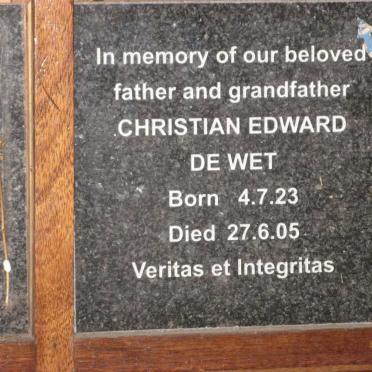 In memory of our beloved
father and grandfather
CHRISTIAN EDWARD
DE WET
Born 4.7.23
Died 27.6.05
Veritas et Integritas